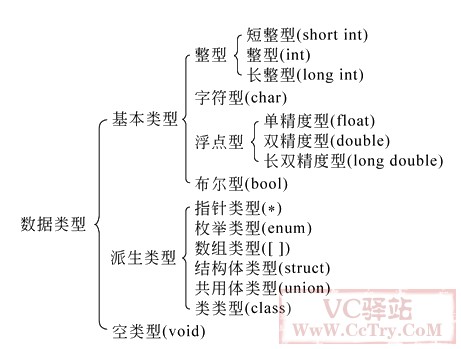 数据类型
基本类型
整型
短整型(short int)
整型(int)
长整型(long int)
字符型(char)
浮点型
单精度型(float)
双精度型(double)
长双精度型(long double)
布尔型(bool)
派生类型
指针类型(*)
枚举类型(enum)
数组类型([ ])
结构体类型(struct)
共用体类型(union)
类类型(class)
空类型(void)
VC驿站
www.CcTry.COM